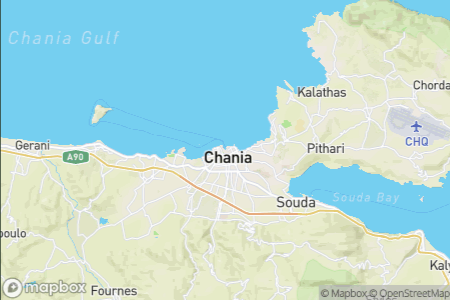 Chania Gulf
Chorda
Kalathas
CHQ
Gerani
A90
Pithari
Chania
Souda Bay
Souda
poulo
Kaly
Fournes
mapbox
© Mapbox © OpenStreetMap